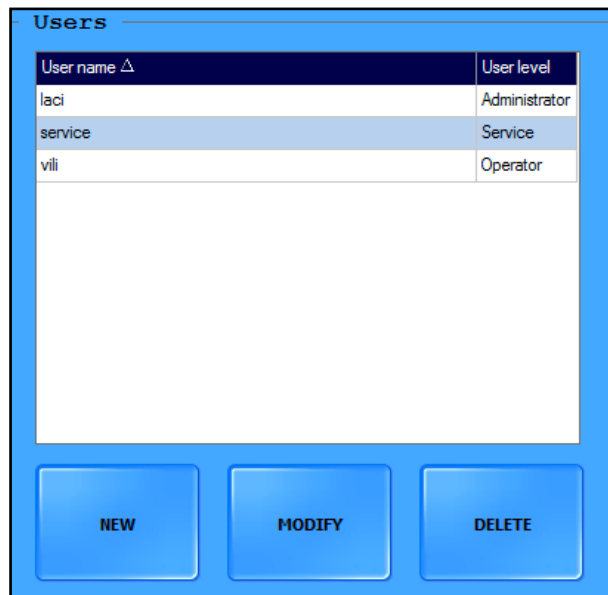 Users
User name △ User level
laci Administrator
service Service
vili Operator
NEW MODIFY DELETE